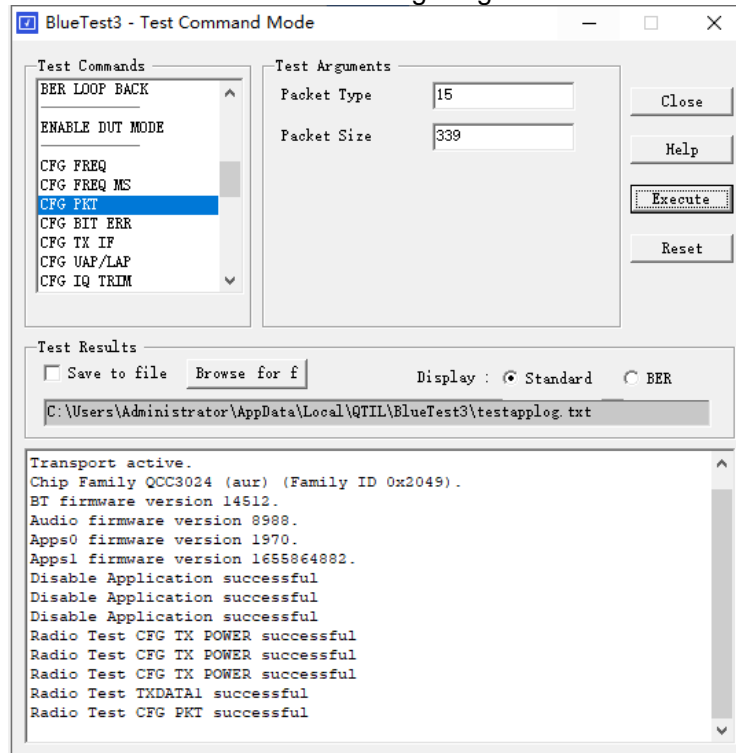 BlueTest3 - Test Command Mode
Test Commands
BER LOOP BACK
ENABLE DUT MODE
CFG FREQ
CFG FREQ MS
CFG PKT
CFG BIT ERR
CFG TX IF
CFG UAP/LAP
CFG IQ TRIM
Test Arguments
Packet Type 15
Packet Size 339
Close
Help
Execute
Reset
Test Results
Save to file Browse for f Display : Standard BER
C:\Users\Administrator\AppData\Local\QTIL\BlueTest3\testapplog.txt
Transport active.
Chip Family QCC3024 (aur) (Family ID 0x2049).
BT firmware version 14512.
Audio firmware version 8988.
Apps0 firmware version 1970.
Apps1 firmware version 1655864882.
Disable Application successful
Disable Application successful
Disable Application successful
Radio Test CFG TX POWER successful
Radio Test CFG TX POWER successful
Radio Test CFG TX POWER successful
Radio Test TXDATA1 successful
Radio Test CFG PKT successful